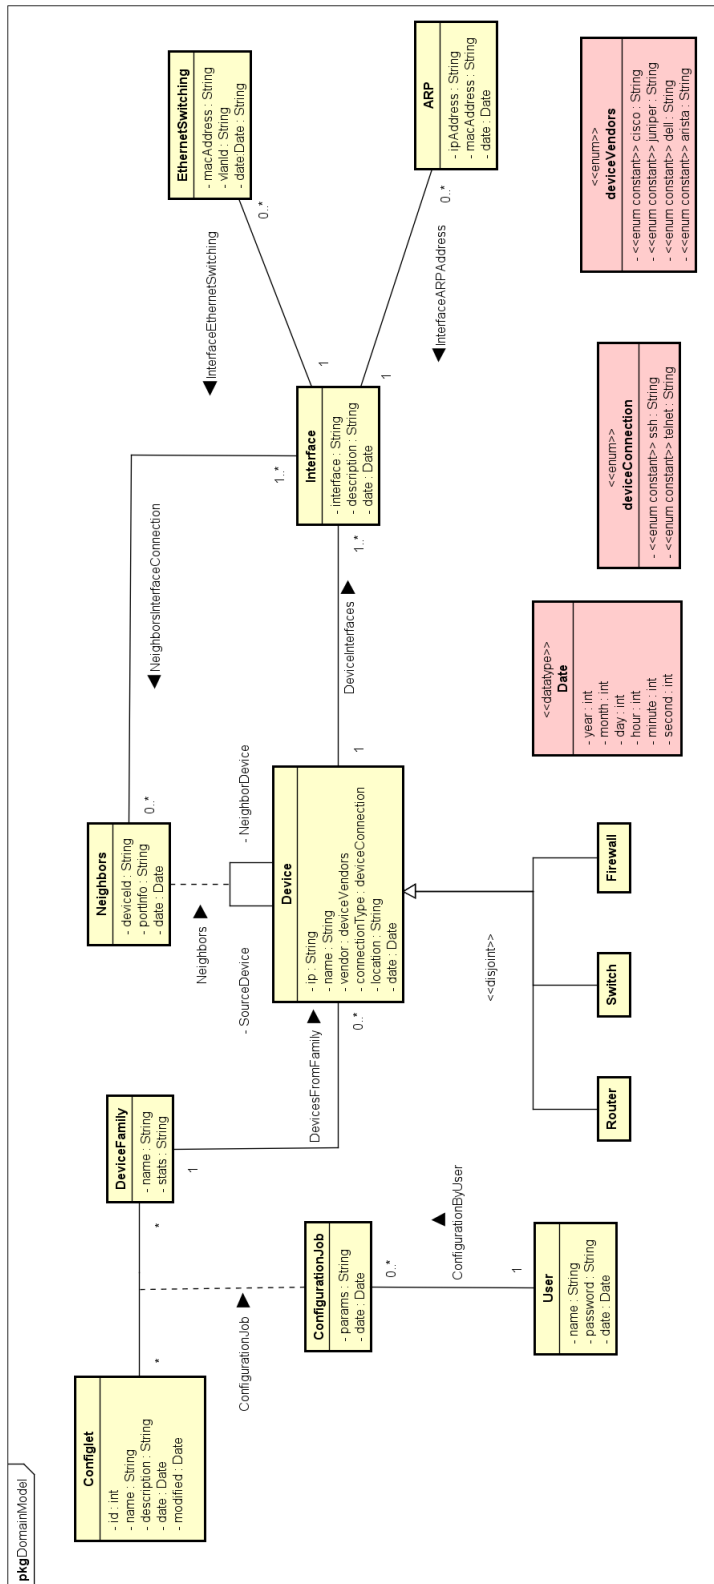 pkg DomainModel
Configlet
- id : int
- name : String
- description : String
- date : Date
- modified : Date
*
*
ConfigurationJob
DeviceFamily
- name : String
- stats : String
1
DevicesFromFamily
0..*
ConfigurationJob
- params : String
- date : Date
0..*
ConfigurationByUser
1
User
- name : String
- password : String
- date : Date
Neighbors
- deviceId : String
- portInfo : String
- date : Date
0..*
Neighbors
- SourceDevice
- NeighborDevice
Device
- ip : String
- name : String
- vendor : deviceVendors
- connectionType : deviceConnection
- location : String
- date : Date
<<disjoint>>
Router
Switch
Firewall
1
DeviceInterfaces
1..*
NeighborsInterfaceConnection
1..*
Interface
- interface : String
- description : String
- date : Date
1
InterfaceEthernetSwitching
0..*
EthernetSwitching
- macAddress : String
- vlanId : String
- date:Date : String
1
InterfaceARPAddress
0..*
ARP
- ipAddress : String
- macAddress : String
- date : Date
<<datatype>>
Date
- year : int
- month : int
- day : int
- hour : int
- minute : int
- second : int
<<enum>>
deviceConnection
- <<enum constant>> ssh : String
- <<enum constant>> telnet : String
<<enum>>
deviceVendors
- <<enum constant>> cisco : String
- <<enum constant>> juniper : String
- <<enum constant>> dell : String
- <<enum constant>> arista : String